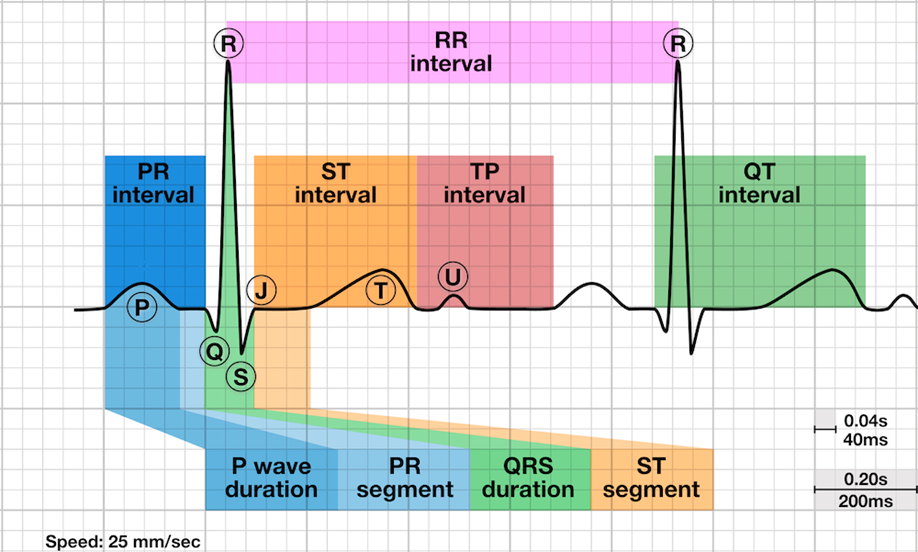 R
RR
interval
R
PR
interval
ST
interval
TP
interval
QT
interval
P
J
T
U
Q
S
0.04s
40ms
P wave
duration
PR
segment
QRS
duration
ST
segment
0.20s
200ms
Speed: 25 mm/sec